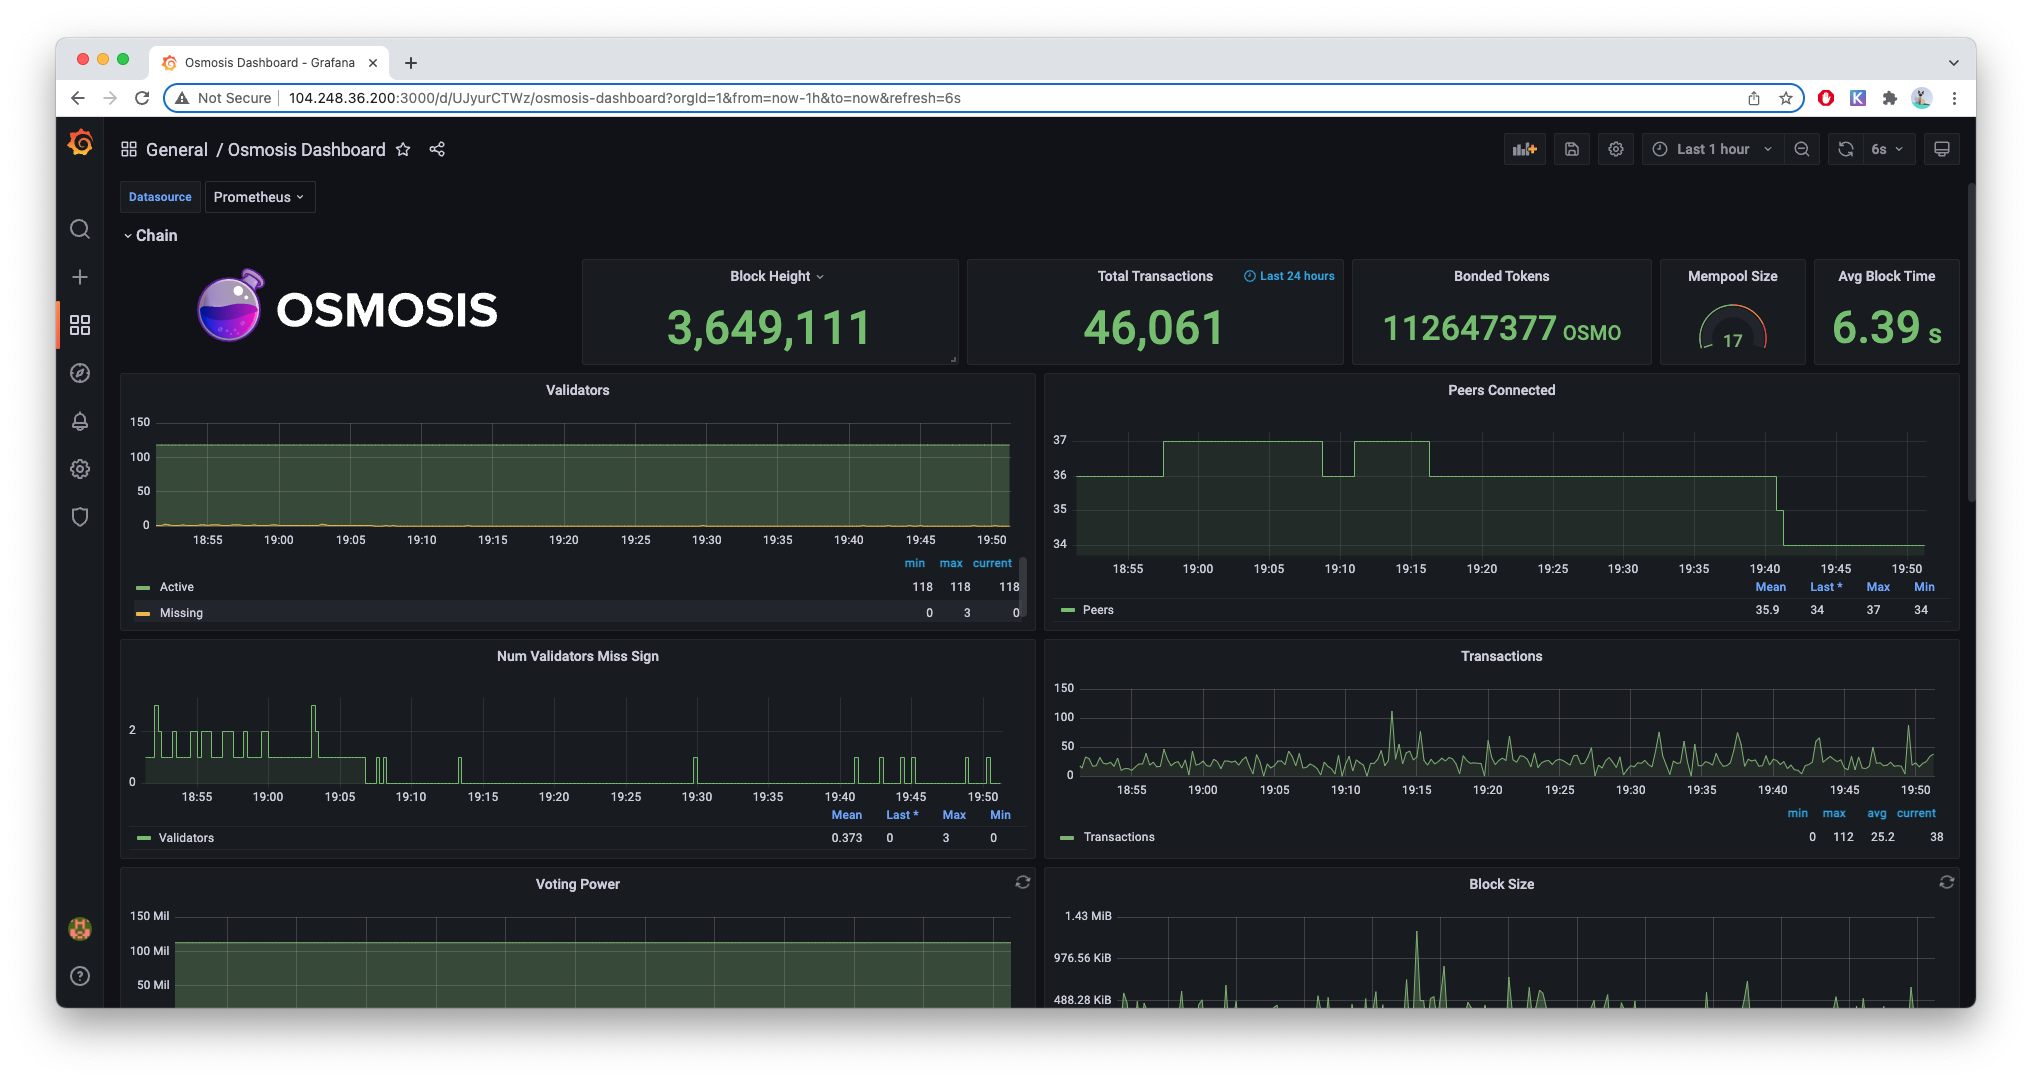 Osmosis Dashboard - Grafana
Not Secure 104.248.36.200:3000/d/UJyurCTWz/osmosis-dashboard?orgId=1&from=now-1h&to=now&refresh=6s
K
General / Osmosis Dashboard
Last 1 hour
6s
Datasource Prometheus
Chain
OSMOSIS
Block Height
3,649,111
Total Transactions
Last 24 hours
46,061
Bonded Tokens
112647377 OSMO
Mempool Size
17
Avg Block Time
6.39 s
Validators
150
100
50
0
18:55 19:00 19:05 19:10 19:15 19:20 19:25 19:30 19:35 19:40 19:45 19:50
min max current
Active 118 118 118
Missing 0 3 0
Peers Connected
37
36
35
34
18:55 19:00 19:05 19:10 19:15 19:20 19:25 19:30 19:35 19:40 19:45 19:50
Mean Last * Max Min
Peers 35.9 34 37 34
Num Validators Miss Sign
2
0
18:55 19:00 19:05 19:10 19:15 19:20 19:25 19:30 19:35 19:40 19:45 19:50
Mean Last * Max Min
Validators 0.373 0 3 0
Transactions
150
100
50
0
18:55 19:00 19:05 19:10 19:15 19:20 19:25 19:30 19:35 19:40 19:45 19:50
min max avg current
Transactions 0 112 25.2 38
Voting Power
150 Mil
100 Mil
50 Mil
Block Size
1.43 MiB
976.56 KiB
488.28 KiB